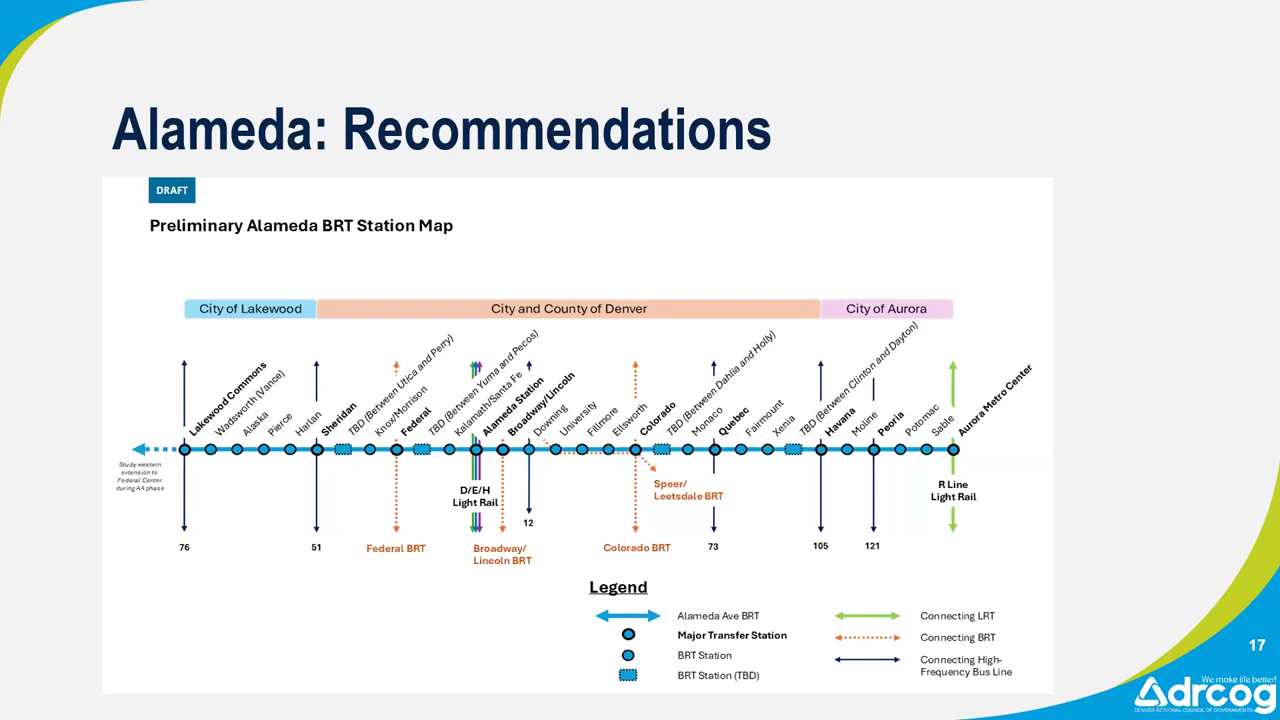 Alameda: Recommendations
DRAFT
Preliminary Alameda BRT Station Map
City of Lakewood
City and County of Denver
City of Aurora
Lakewood Commons
Wadsworth (Vance)
Alaska
Pierce
Harlan
Sheridan
TBD (Between Utica and Perry)
Knox/Morrison
Federal
TBD (Between Yuma and Pecos)
Kalamath/Santa Fe
Alameda Station
Broadway/Lincoln
Downing
University
Fillmore
Ellsworth
Colorado
TBD (Between Dahlia and Holly)
Monaco
Quebec
Fairmount
Xenia
TBD (Between Clinton and Dayton)
Havana
Moline
Peoria
Potomac
Sable
Aurora Metro Center
Study western
extension to
Federal Center
during AA phase
D/E/H
Light Rail
Speer/
Leetsdale BRT
R Line
Light Rail
12
76
51
Federal BRT
Broadway/
Lincoln BRT
Colorado BRT
73
105
121
Legend
Alameda Ave BRT
Major Transfer Station
BRT Station
BRT Station (TBD)
Connecting LRT
Connecting BRT
Connecting High-
Frequency Bus Line
17
We make life better!
drcog
DENVER REGIONAL COUNCIL OF GOVERNMENTS